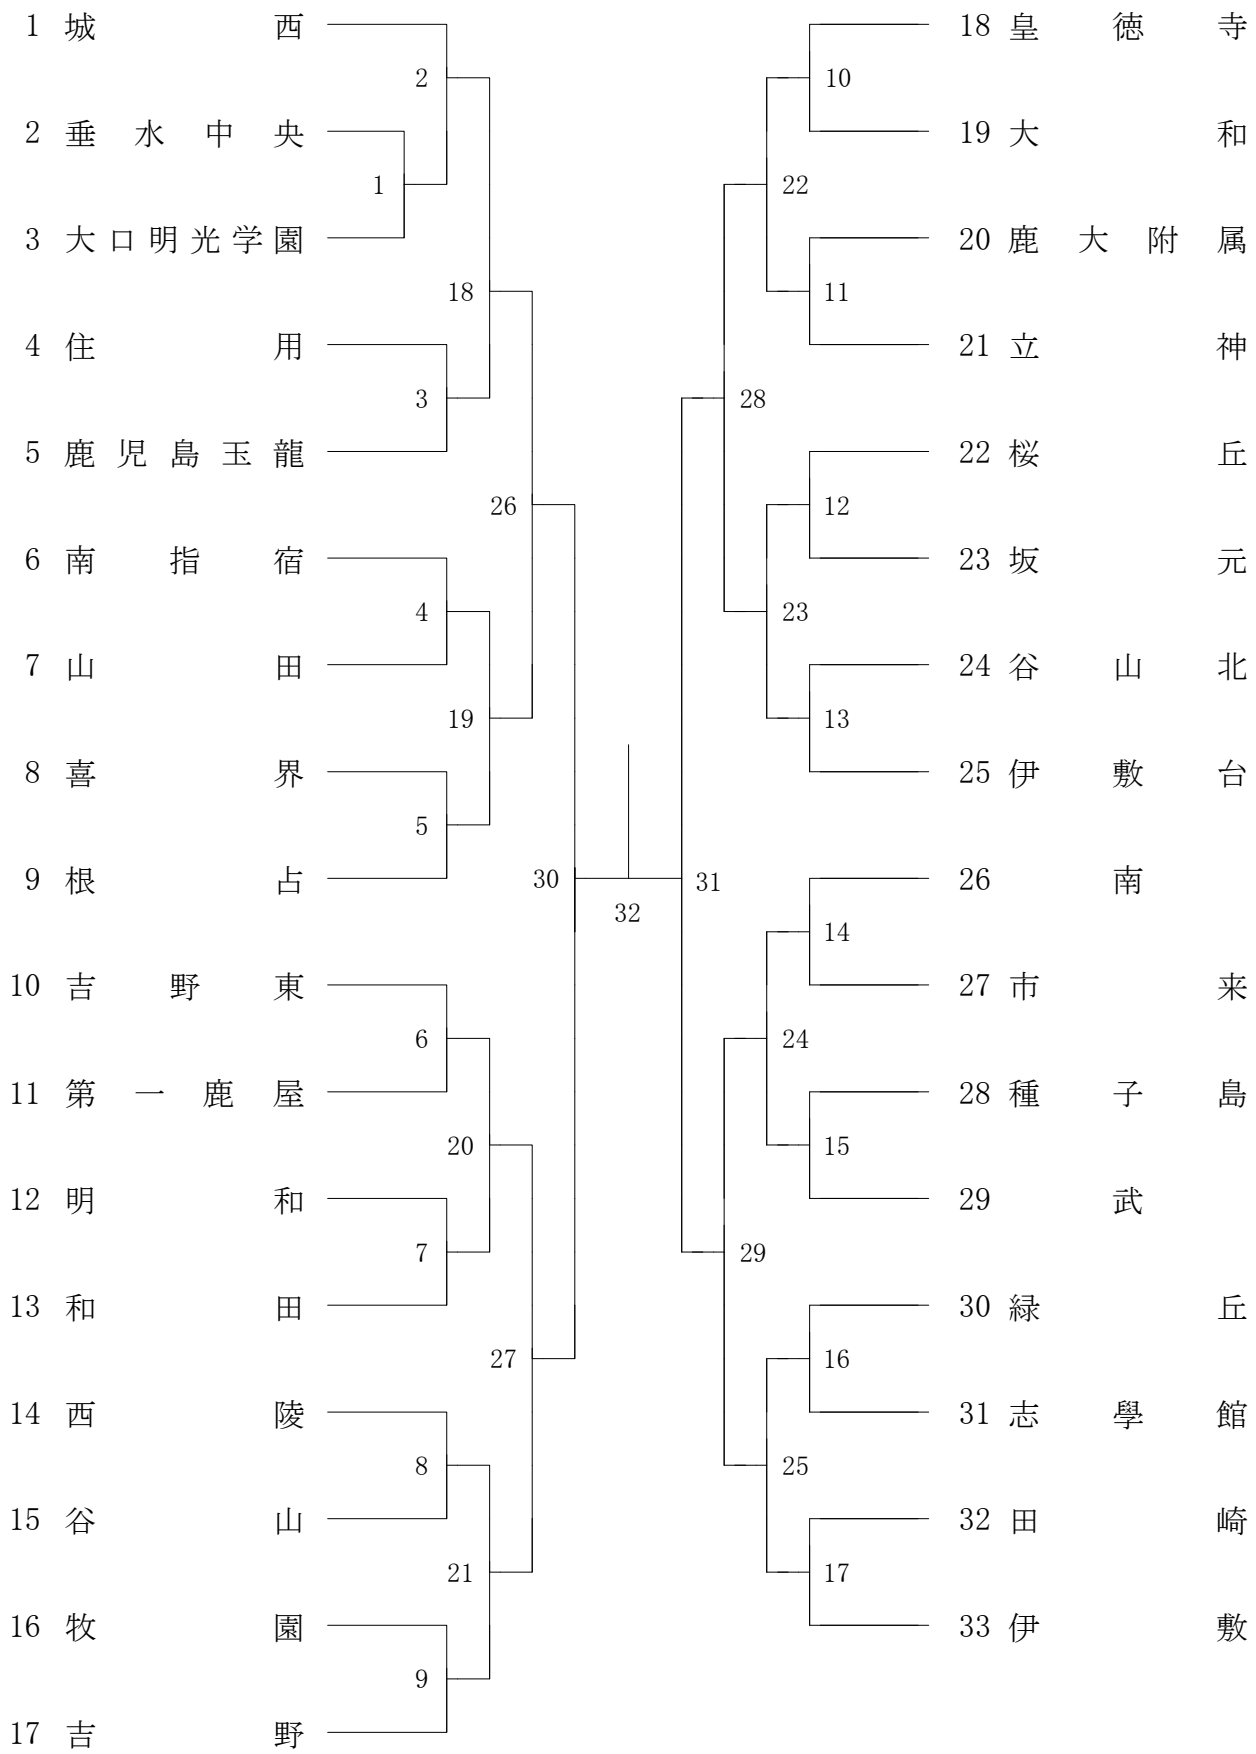 1 城西
2 垂水中央
3 大口明光学園
4 住用
5 鹿児島玉龍
6 南指宿
7 山田
8 喜界
9 根占
10 吉野東
11 第一鹿屋
12 明和
13 和田
14 西陵
15 谷山
16 牧園
17 吉野
2
1
18
3
26
4
19
5
30
6
20
7
27
8
21
9
32
31
10
22
11
28
12
23
13
14
24
15
29
16
25
17
18 皇徳寺
19 大和
20 鹿大附属
21 立神
22 桜丘
23 坂元
24 谷山北
25 伊敷台
26 南
27 市来
28 種子島
29 武
30 緑丘
31 志學館
32 田崎
33 伊敷